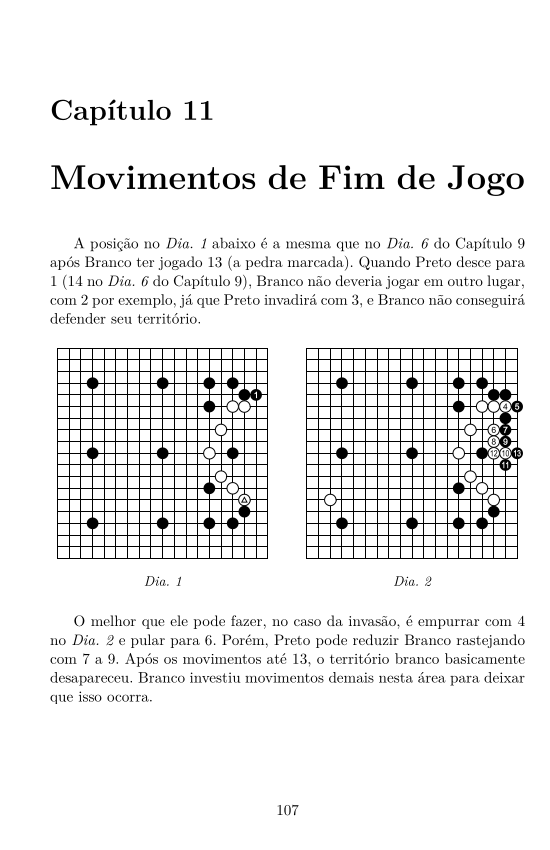 Capítulo 11
Movimentos de Fim de Jogo
A posição no Dia. 1 abaixo é a mesma que no Dia. 6 do Capítulo 9
após Branco ter jogado 13 (a pedra marcada). Quando Preto desce para
1 (14 no Dia. 6 do Capítulo 9), Branco não deveria jogar em outro lugar,
com 2 por exemplo, já que Preto invadirá com 3, e Branco não conseguirá
defender seu território.
1
4 5
6 7
8 9
12 10 13
11
Dia. 1
Dia. 2
O melhor que ele pode fazer, no caso da invasão, é empurrar com 4
no Dia. 2 e pular para 6. Porém, Preto pode reduzir Branco rastejando
com 7 a 9. Após os movimentos até 13, o território branco basicamente
desapareceu. Branco investiu movimentos demais nesta área para deixar
que isso ocorra.
107